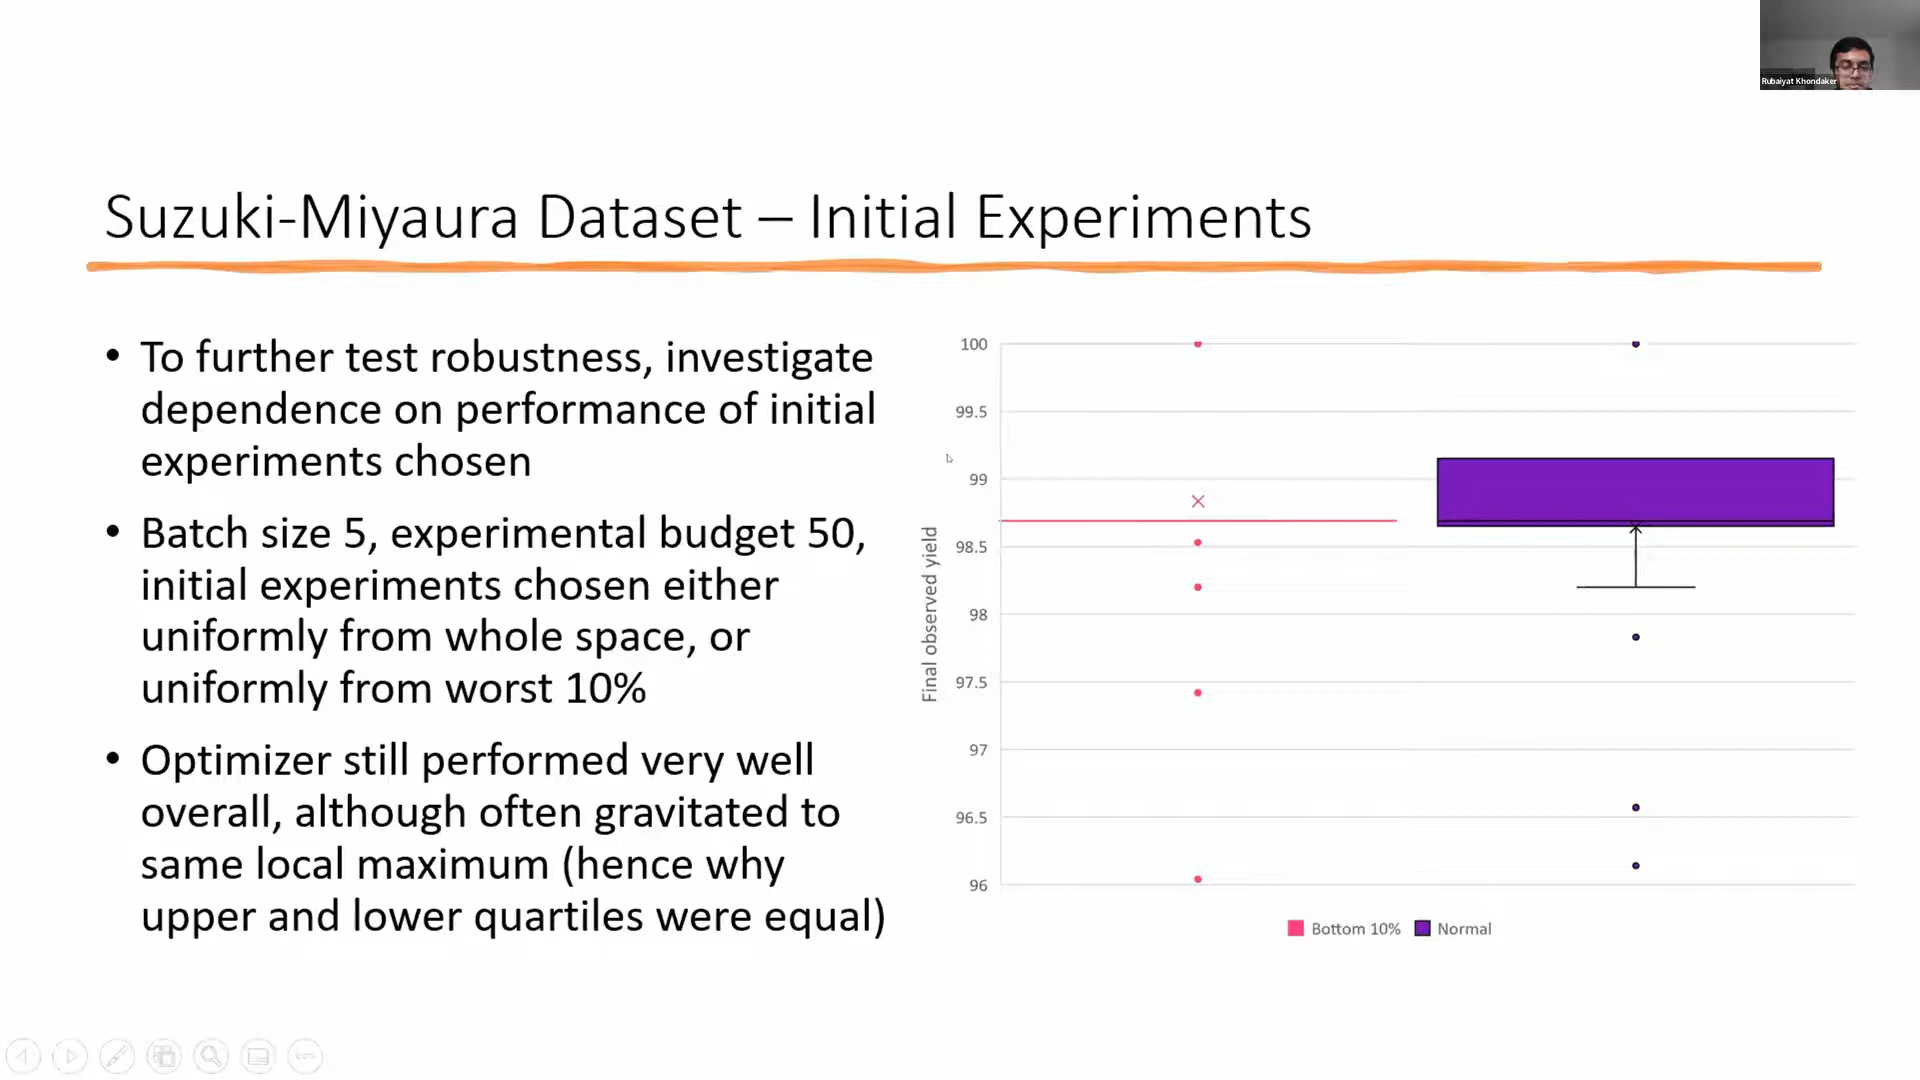 Rubaiyat Khondaker
Suzuki-Miyaura Dataset – Initial Experiments
• To further test robustness, investigate
dependence on performance of initial
experiments chosen
• Batch size 5, experimental budget 50,
initial experiments chosen either
uniformly from whole space, or
uniformly from worst 10%
• Optimizer still performed very well
overall, although often gravitated to
same local maximum (hence why
upper and lower quartiles were equal)
Final observed yield
100
99.5
99
98.5
98
97.5
97
96.5
96
Bottom 10% Normal